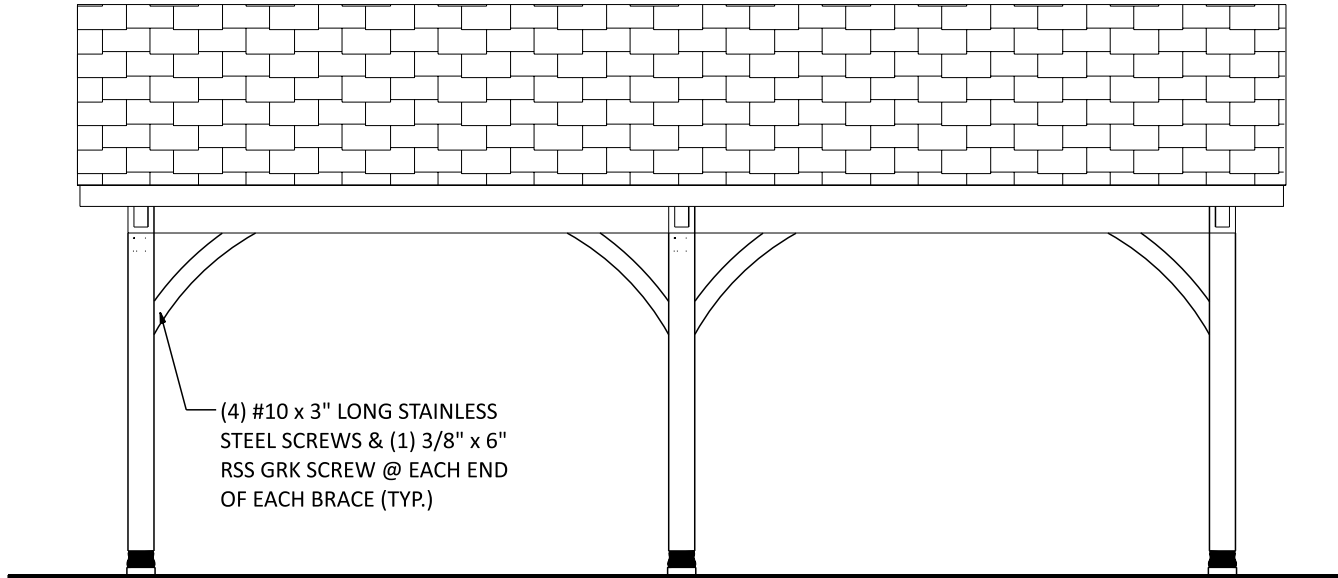 (4) #10 x 3" LONG STAINLESS
STEEL SCREWS & (1) 3/8" x 6"
RSS GRK SCREW @ EACH END
OF EACH BRACE (TYP.)